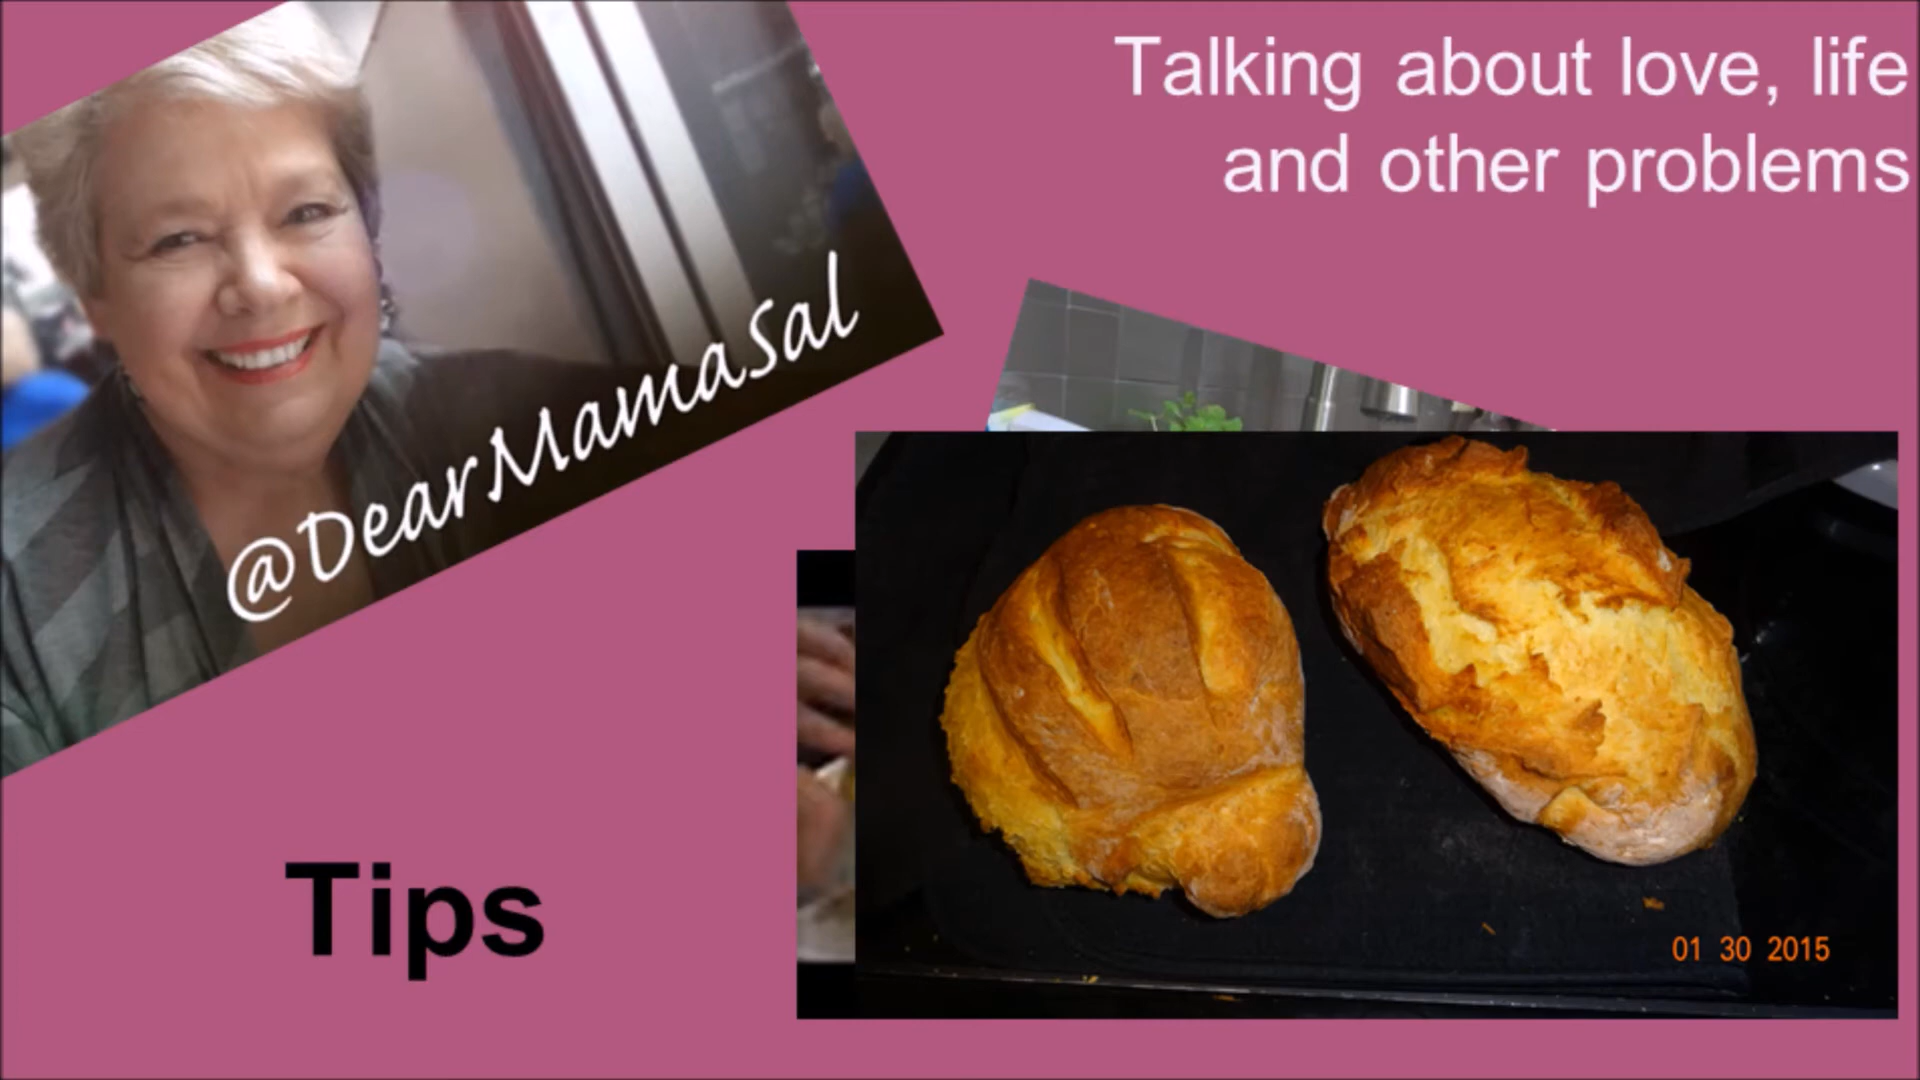 Talking about love, life
and other problems
@DearMamaSal
Tips
01 30 2015